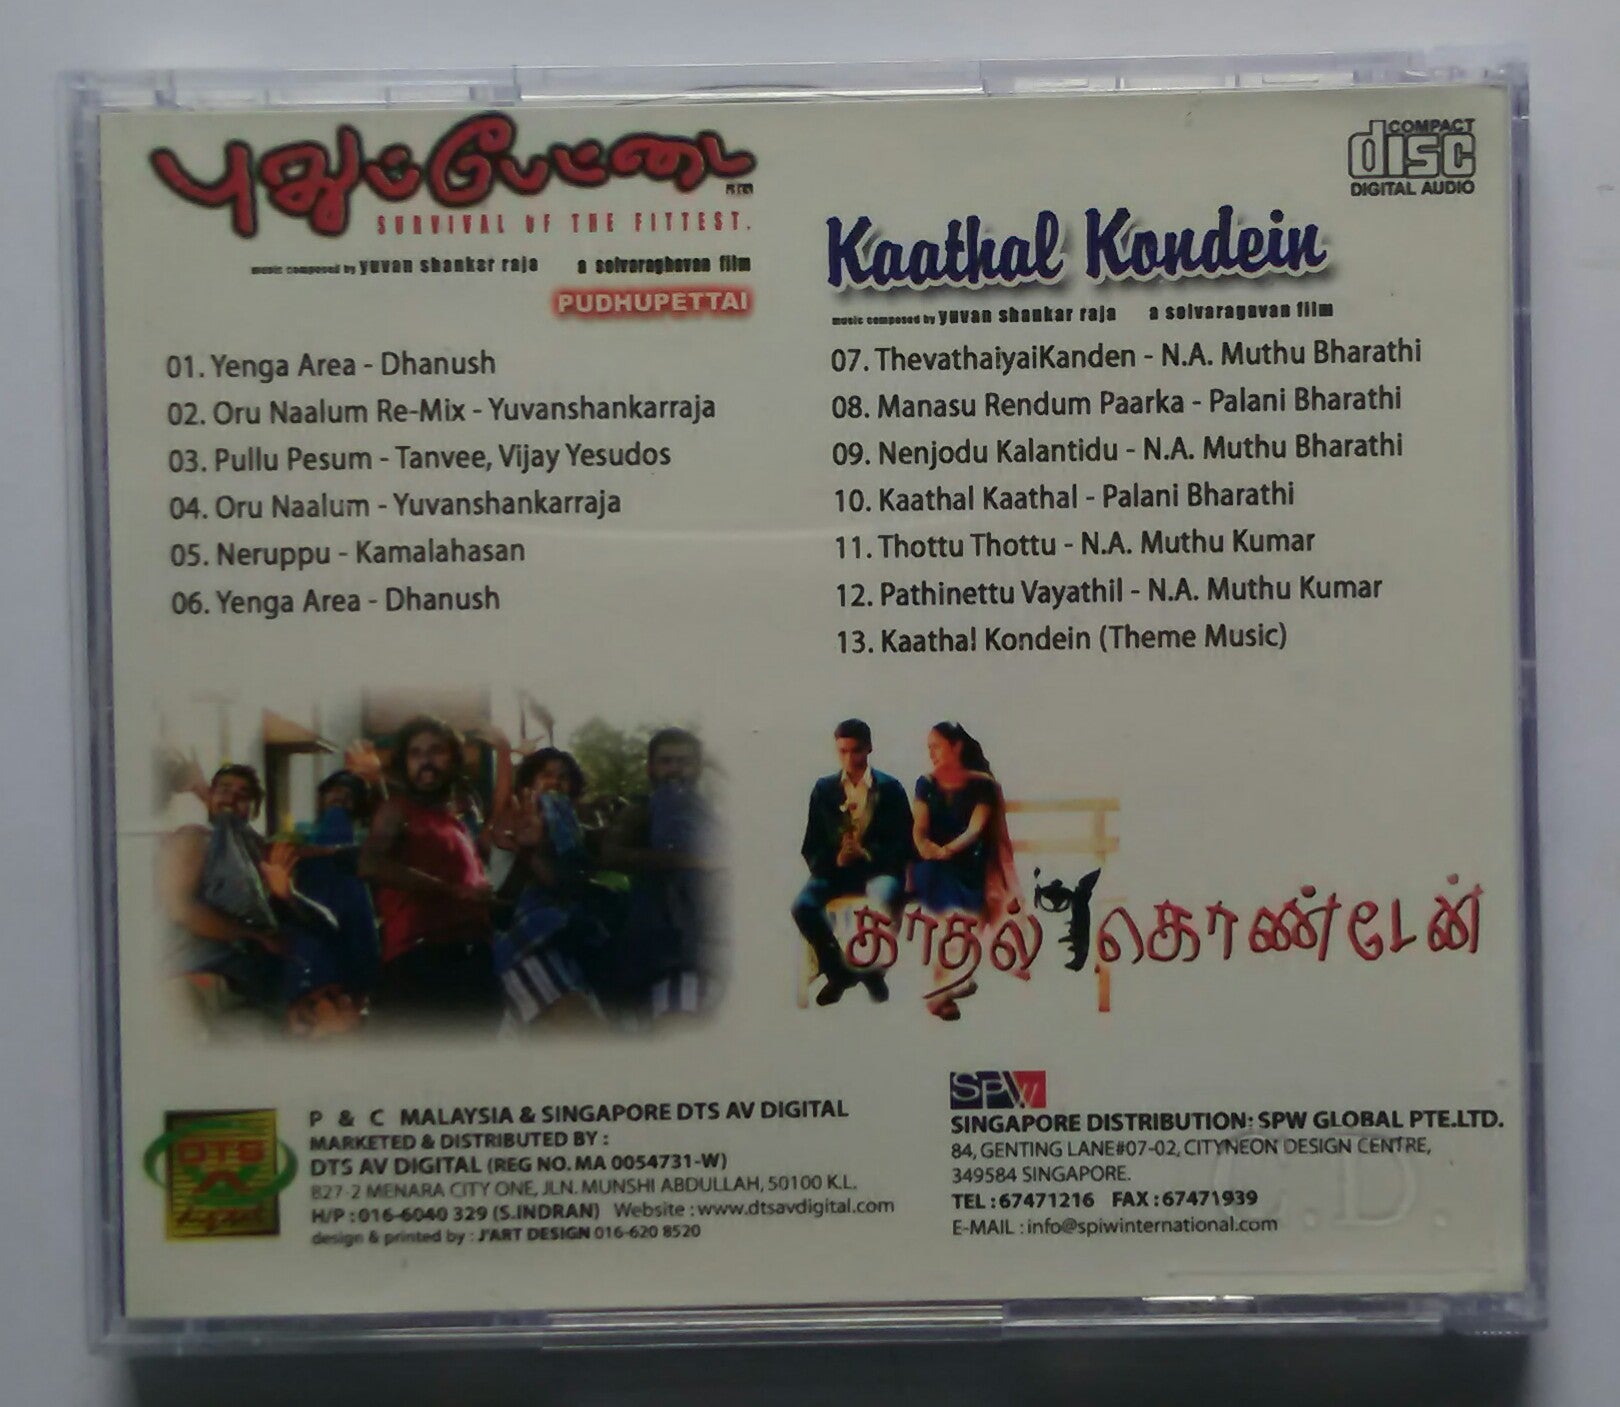 புதுப்பேட்டை
SURVIVAL OF THE FITTEST.
music composed by yuvan shankar raja a selvaraghavan film
PUDHUPETTAI
01. Yenga Area - Dhanush
02. Oru Naalum Re-Mix - Yuvanshankarraja
03. Pullu Pesum - Tanvee, Vijay Yesudos
04. Oru Naalum - Yuvanshankarraja
05. Neruppu - Kamalahasan
06. Yenga Area - Dhanush
COMPACT
disc
DIGITAL AUDIO
Kaathal Kondein
music composed by yuvan shankar raja a selvaragavan film
07. ThevathaiyaiKanden - N.A. Muthu Bharathi
08. Manasu Rendum Paarka - Palani Bharathi
09. Nenjodu Kalantidu - N.A. Muthu Bharathi
10. Kaathal Kaathal - Palani Bharathi
11. Thottu Thottu - N.A. Muthu Kumar
12. Pathinettu Vayathil - N.A. Muthu Kumar
13. Kaathal Kondein (Theme Music)
காதல் கொண்டேன்
DTS
P & C MALAYSIA & SINGAPORE DTS AV DIGITAL
MARKETED & DISTRIBUTED BY :
DTS AV DIGITAL (REG NO. MA 0054731-W)
B27-2 MENARA CITY ONE, JLN. MUNSHI ABDULLAH, 50100 K.L.
H/P : 016-6040 329 (S.INDRAN) Website : www.dtsavdigital.com
design & printed by : J'ART DESIGN 016-620 8520
SPW
SINGAPORE DISTRIBUTION: SPW GLOBAL PTE.LTD.
84, GENTING LANE#07-02, CITYNEON DESIGN CENTRE,
349584 SINGAPORE.
TEL : 67471216 FAX : 67471939
E-MAIL : info@spiwinternational.com
C.D.